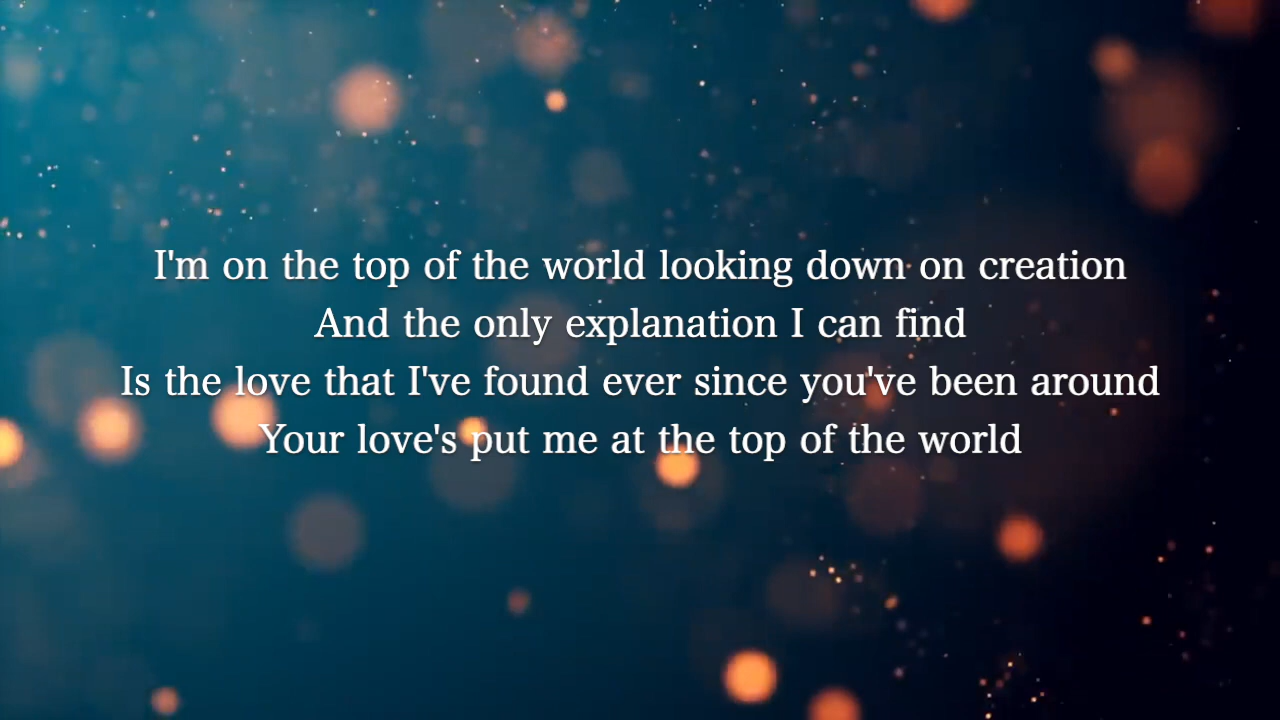 I'm on the top of the world looking down on creation
And the only explanation I can find
Is the love that I've found ever since you've been around
Your love's put me at the top of the world